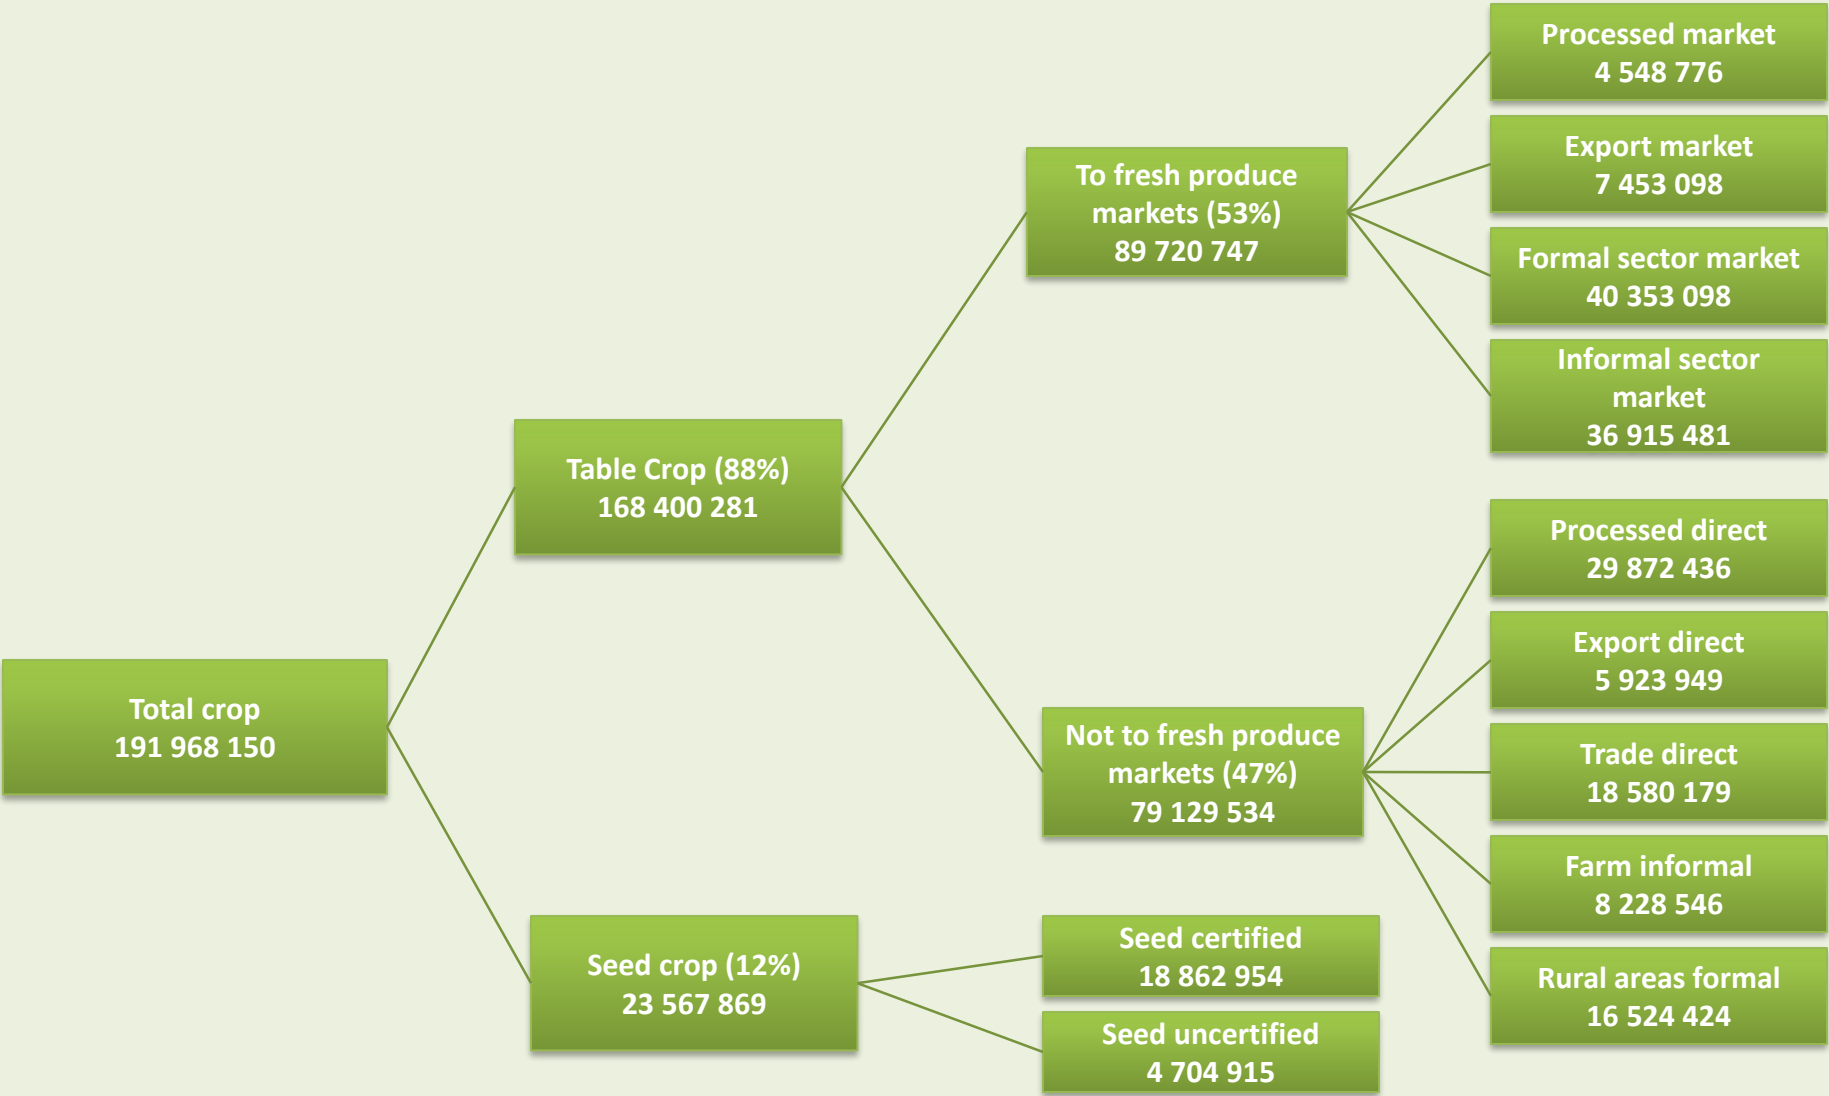 Total crop
191 968 150
Table Crop (88%)
168 400 281
Seed crop (12%)
23 567 869
To fresh produce
markets (53%)
89 720 747
Not to fresh produce
markets (47%)
79 129 534
Seed certified
18 862 954
Seed uncertified
4 704 915
Processed market
4 548 776
Export market
7 453 098
Formal sector market
40 353 098
Informal sector
market
36 915 481
Processed direct
29 872 436
Export direct
5 923 949
Trade direct
18 580 179
Farm informal
8 228 546
Rural areas formal
16 524 424